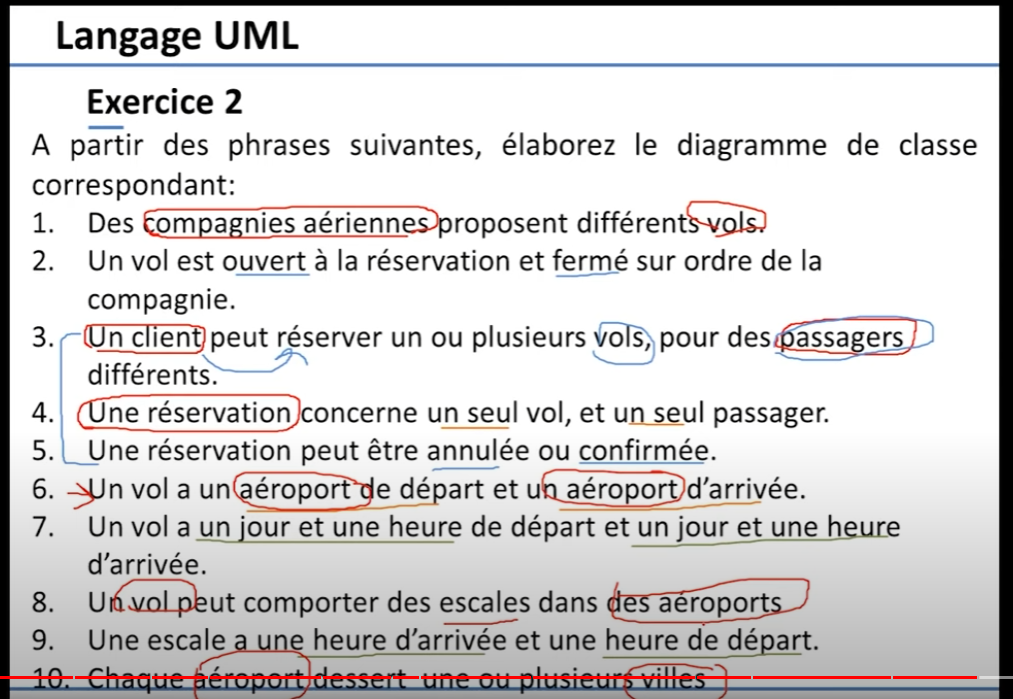 Langage UML
Exercice 2
A partir des phrases suivantes, élaborez le diagramme de classe
correspondant:
1. Des compagnies aériennes proposent différents vols.
2. Un vol est ouvert à la réservation et fermé sur ordre de la
compagnie.
3. Un client peut réserver un ou plusieurs vols, pour des passagers
différents.
4. Une réservation concerne un seul vol, et un seul passager.
5. Une réservation peut être annulée ou confirmée.
6. Un vol a un aéroport de départ et un aéroport d’arrivée.
7. Un vol a un jour et une heure de départ et un jour et une heure
d’arrivée.
8. Un vol peut comporter des escales dans des aéroports
9. Une escale a une heure d’arrivée et une heure de départ.
10. Chaque aéroport dessert une ou plusieurs villes